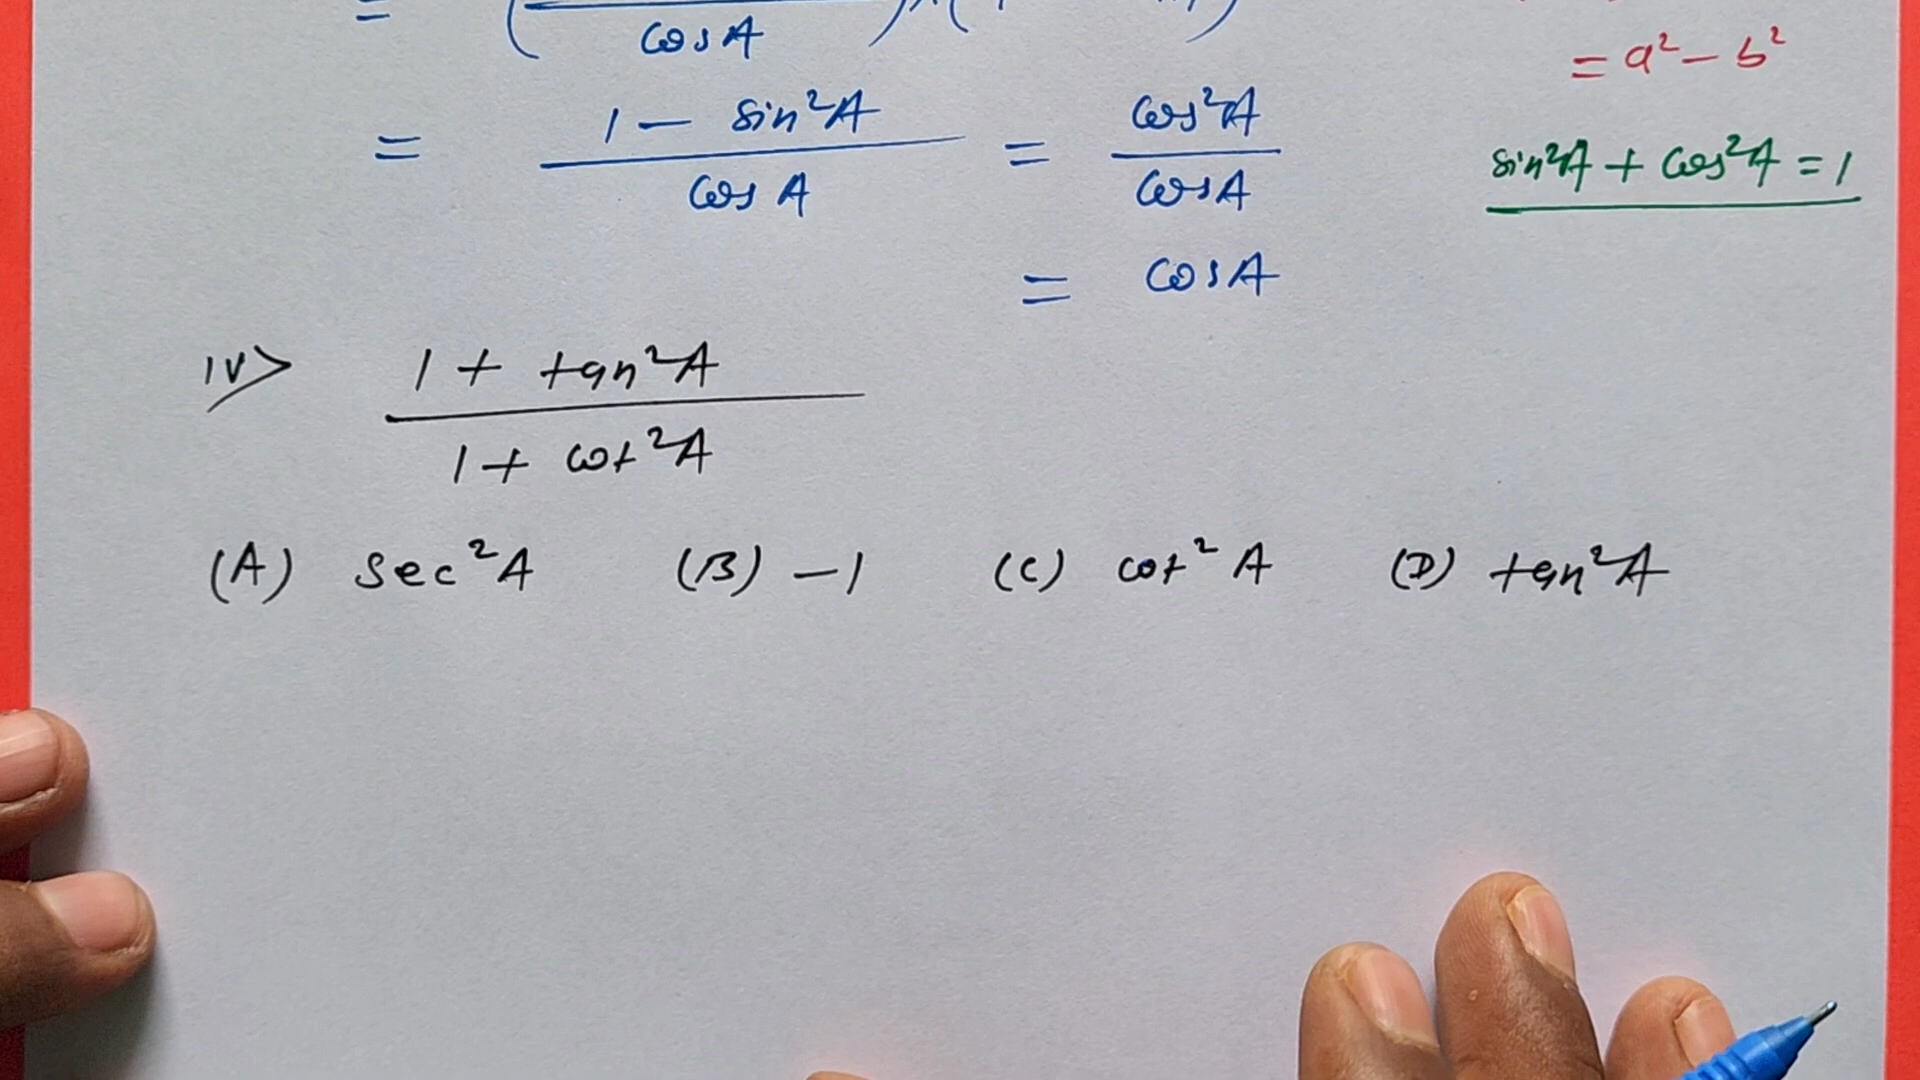 = cos A
= a² - b²
= 1 - sin²A / cos A = cos²A / cos A
sin²A + cos²A = 1
= cos A
iv> 1 + tan²A / 1 + cot²A
(A) sec²A (B) -1 (C) cot²A (D) tan²A